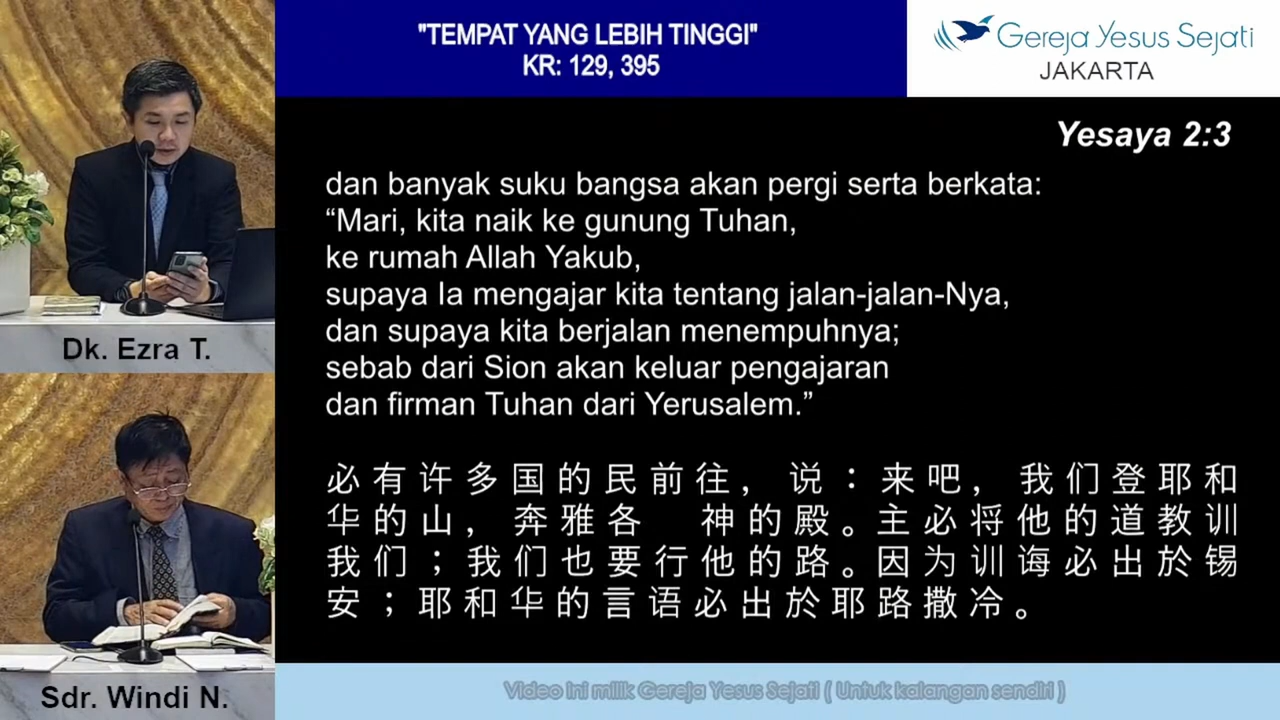 "TEMPAT YANG LEBIH TINGGI"
KR: 129, 395
Gereja Yesus Sejati
JAKARTA
Yesaya 2:3
dan banyak suku bangsa akan pergi serta berkata:
“Mari, kita naik ke gunung Tuhan,
ke rumah Allah Yakub,
supaya Ia mengajar kita tentang jalan-jalan-Nya,
dan supaya kita berjalan menempuhnya;
sebab dari Sion akan keluar pengajaran
dan firman Tuhan dari Yerusalem.”
必有许多国的民前往，说：来吧，我们登耶和
华的山，奔雅各　神的殿。主必将他的道教训
我们；我们也要行他的路。因为训诲必出於锡
安；耶和华的言语必出於耶路撒冷。
Dk. Ezra T.
Sdr. Windi N.
Video ini milik Gereja Yesus Sejati ( Untuk kalangan sendiri )